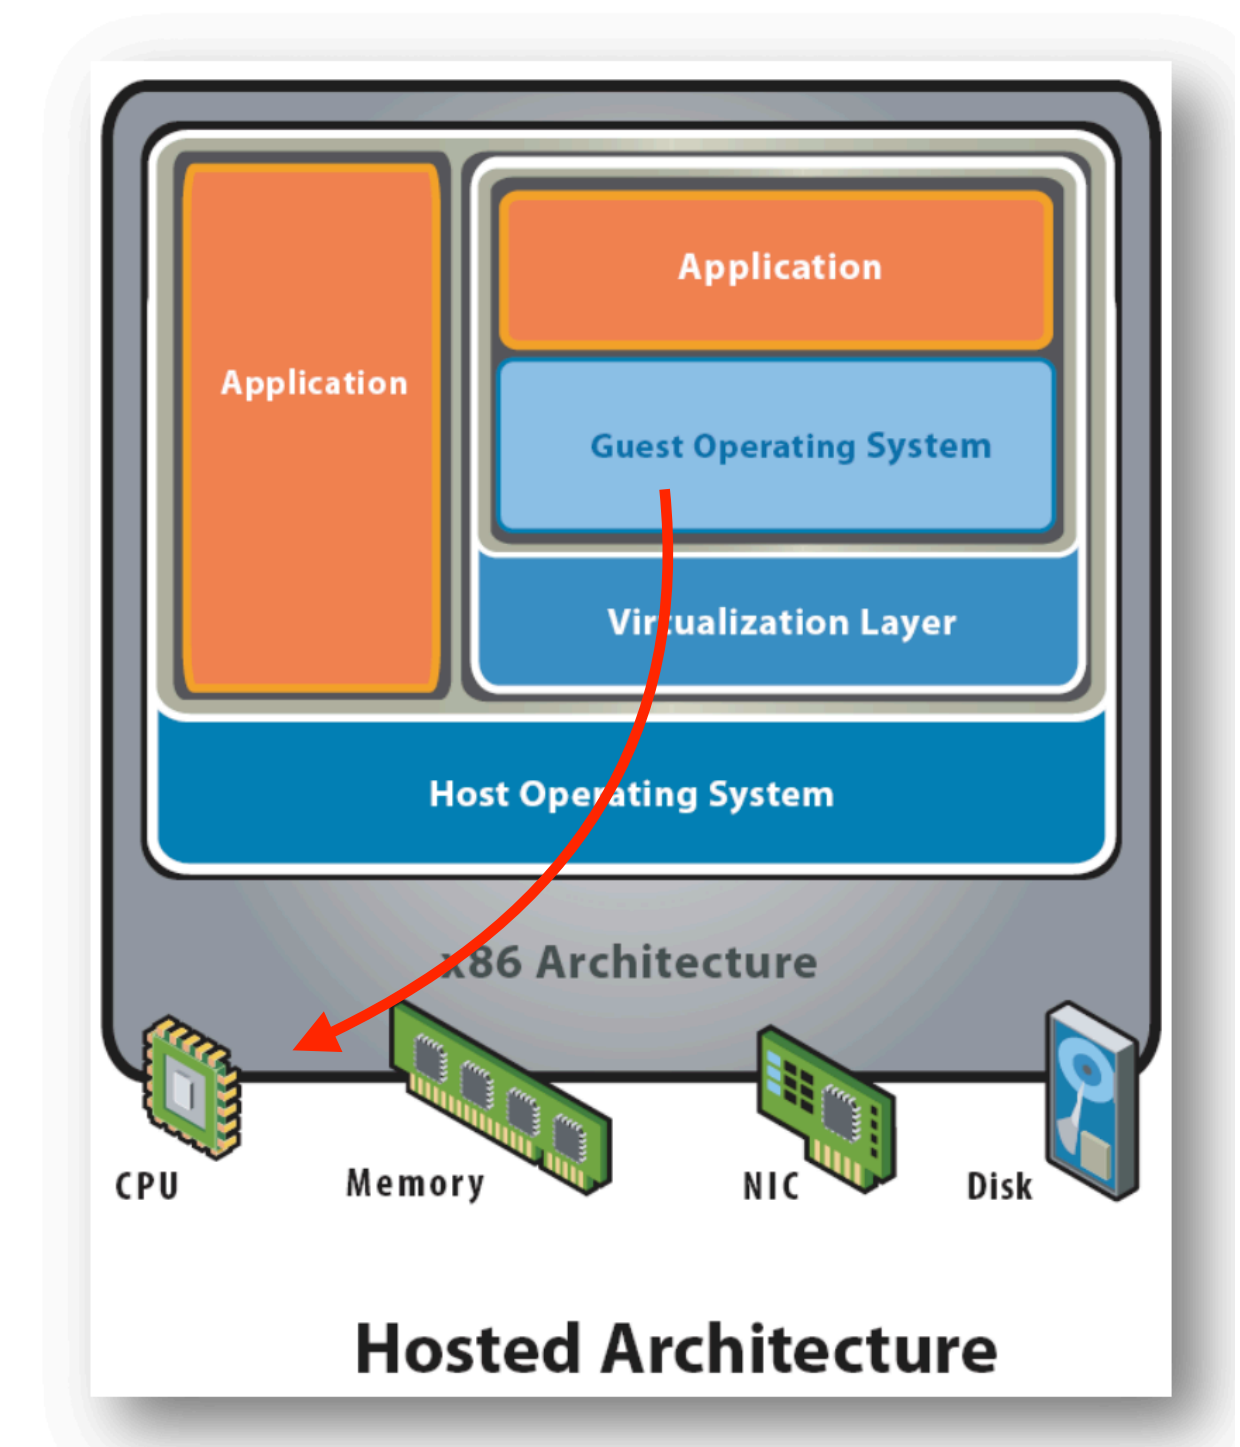 Application
Application
Guest Operating System
Virtualization Layer
Host Operating System
x86 Architecture
CPU
Memory
NIC
Disk
Hosted Architecture